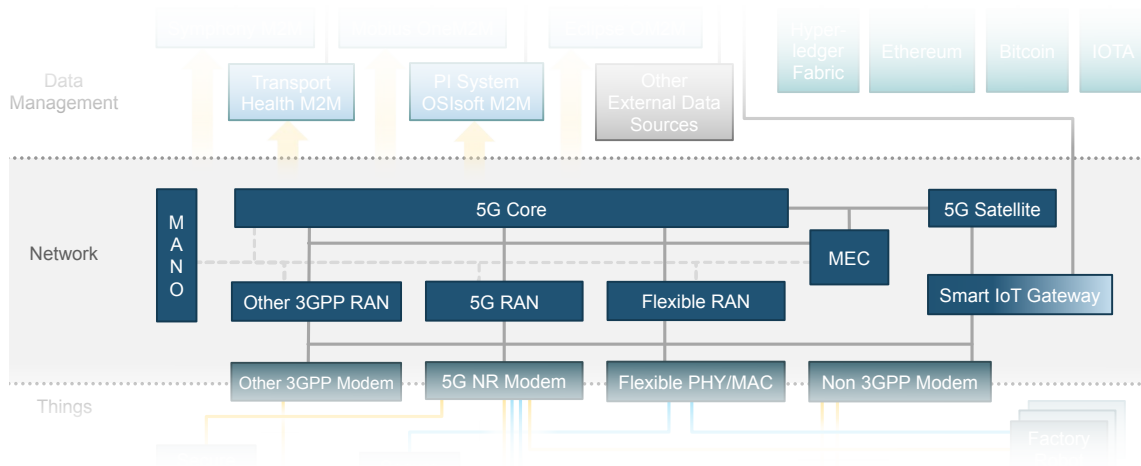 Hyper-
ledger
Fabric
Ethereum
Bitcoin
IOTA
Data
Management
Transport
Health M2M
PI System
OSIsoft M2M
Other
External Data
Sources
M
A
N
O
5G Core
5G Satellite
Network
MEC
Other 3GPP RAN
5G RAN
Flexible RAN
Smart IoT Gateway
Other 3GPP Modem
5G NR Modem
Flexible PHY/MAC
Non 3GPP Modem
Things
Factory